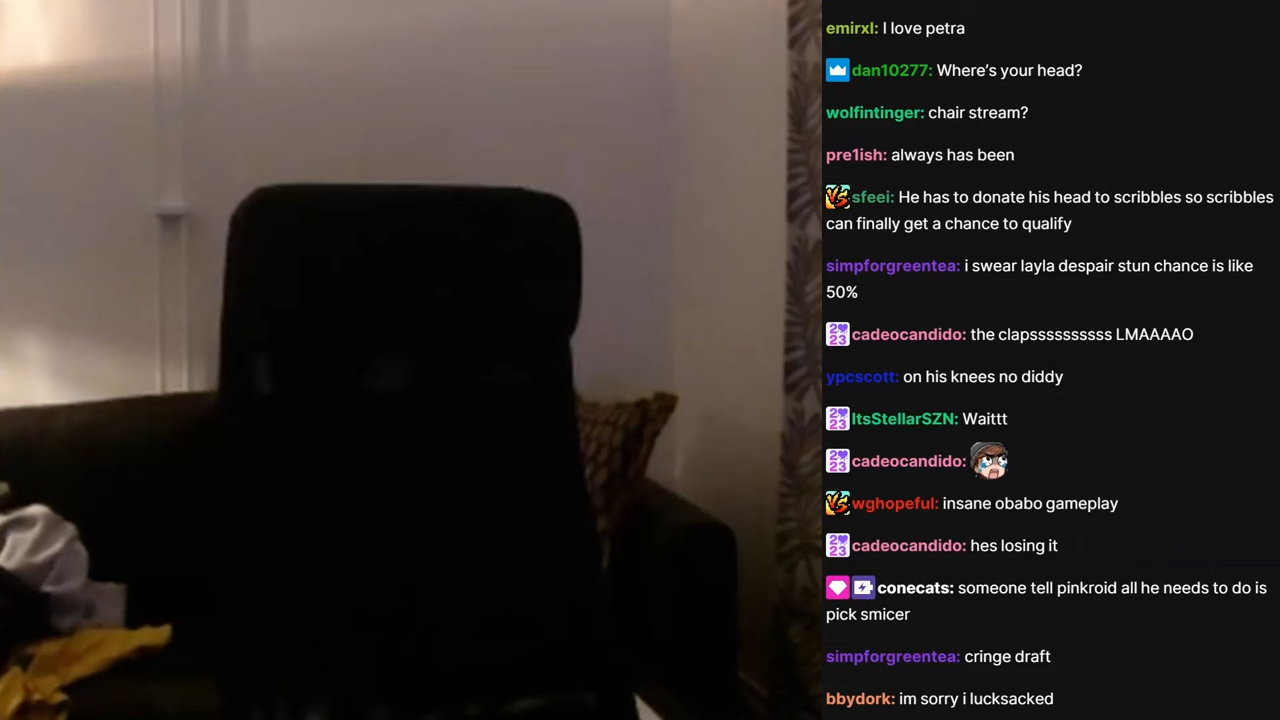 emirxl: I love petra
dan10277: Where's your head?
wolfintinger: chair stream?
pre1ish: always has been
sfeei: He has to donate his head to scribbles so scribbles
can finally get a chance to qualify
simpforgreentea: i swear layla despair stun chance is like
50%
cadeocandido: the clapssssssssss LMAAAAO
ypcscott: on his knees no diddy
ItsStellarSZN: Waittt
cadeocandido:
wghopeful: insane obabo gameplay
cadeocandido: hes losing it
conecats: someone tell pinkroid all he needs to do is
pick smicer
simpforgreentea: cringe draft
bbydork: im sorry i lucksacked